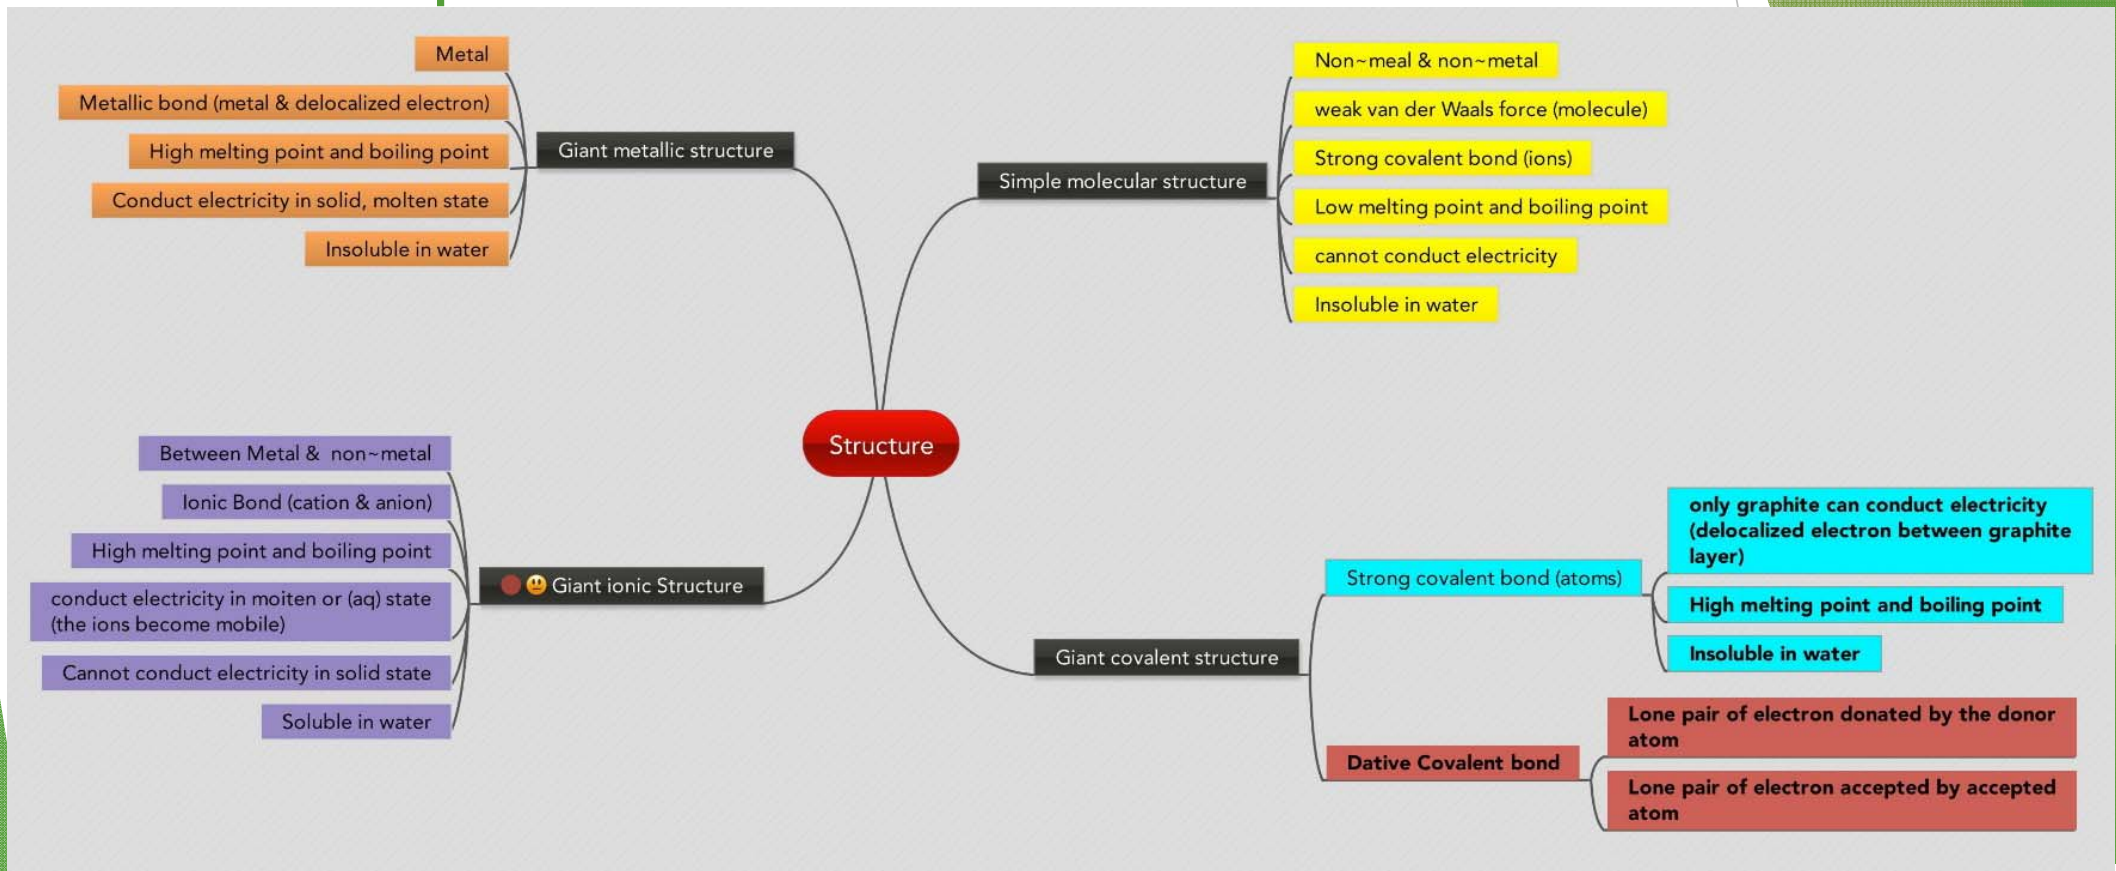 Metal
Metallic bond (metal & delocalized electron)
High melting point and boiling point
Conduct electricity in solid, molten state
Insoluble in water
Giant metallic structure
Simple molecular structure
Non~meal & non~metal
weak van der Waals force (molecule)
Strong covalent bond (ions)
Low melting point and boiling point
cannot conduct electricity
Insoluble in water
Structure
Between Metal & non~metal
Ionic Bond (cation & anion)
High melting point and boiling point
conduct electricity in moiten or (aq) state
(the ions become mobile)
Cannot conduct electricity in solid state
Soluble in water
Giant ionic Structure
Giant covalent structure
Strong covalent bond (atoms)
only graphite can conduct electricity
(delocalized electron between graphite
layer)
High melting point and boiling point
Insoluble in water
Dative Covalent bond
Lone pair of electron donated by the donor
atom
Lone pair of electron accepted by accepted
atom